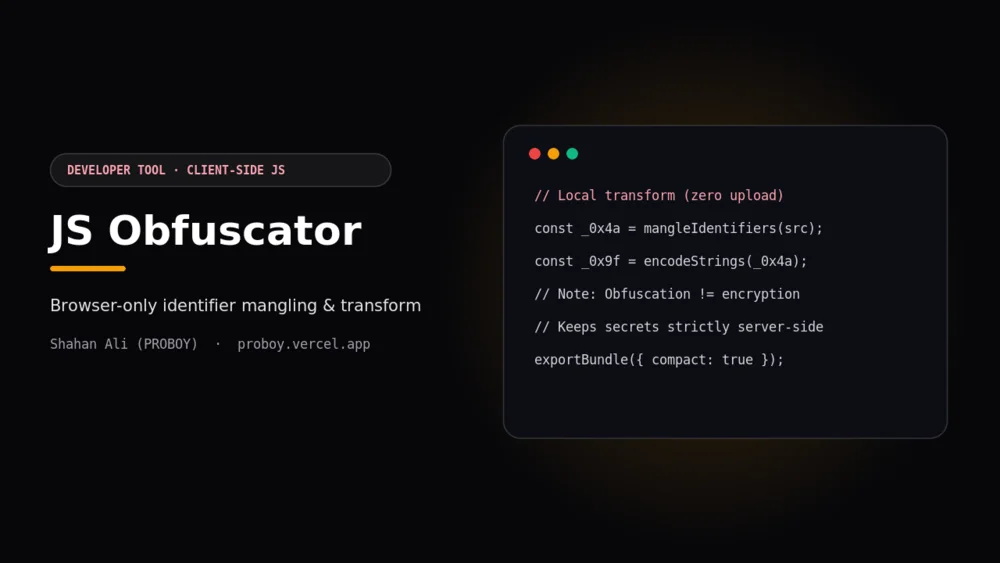 DEVELOPER TOOL · CLIENT-SIDE JS
JS Obfuscator
Browser-only identifier mangling & transform
Shahan Ali (PROBOY) · proboy.vercel.app
// Local transform (zero upload)
const _0x4a = mangleIdentifiers(src);
const _0x9f = encodeStrings(_0x4a);
// Note: Obfuscation != encryption
// Keeps secrets strictly server-side
exportBundle({ compact: true });